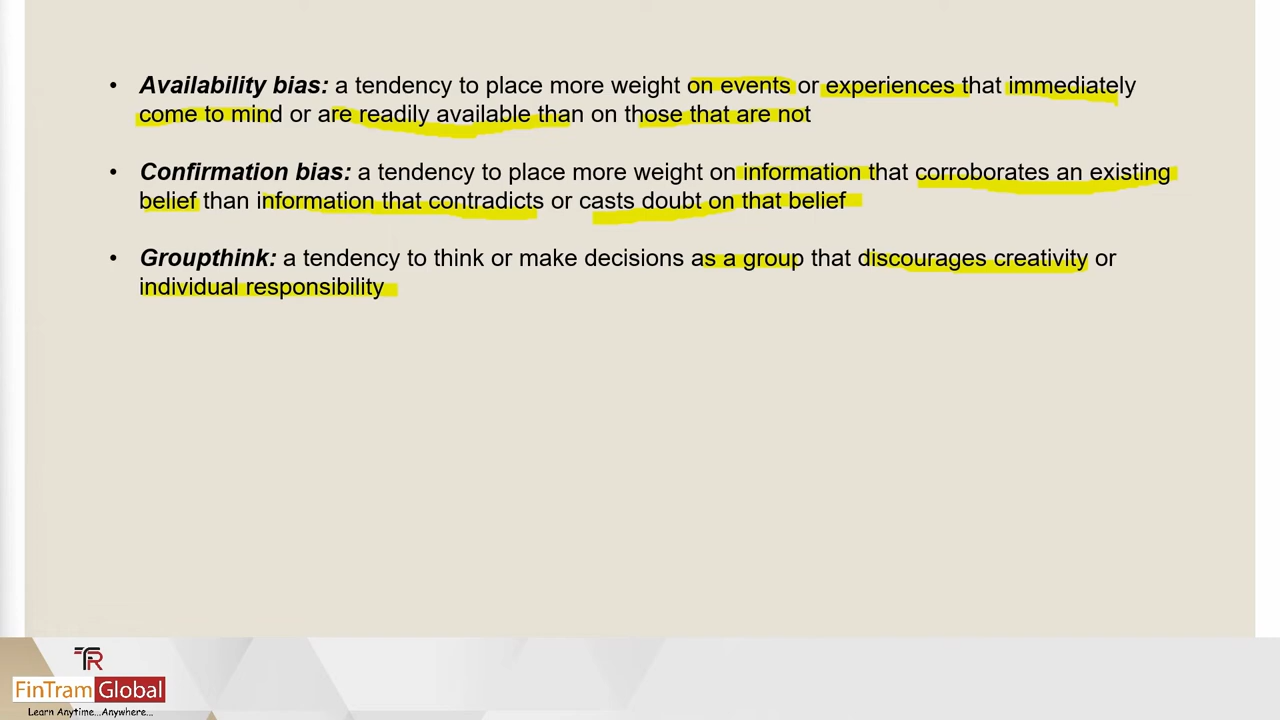 • Availability bias: a tendency to place more weight on events or experiences that immediately
come to mind or are readily available than on those that are not
• Confirmation bias: a tendency to place more weight on information that corroborates an existing
belief than information that contradicts or casts doubt on that belief
• Groupthink: a tendency to think or make decisions as a group that discourages creativity or
individual responsibility
FinTram Global
Learn Anytime...Anywhere...